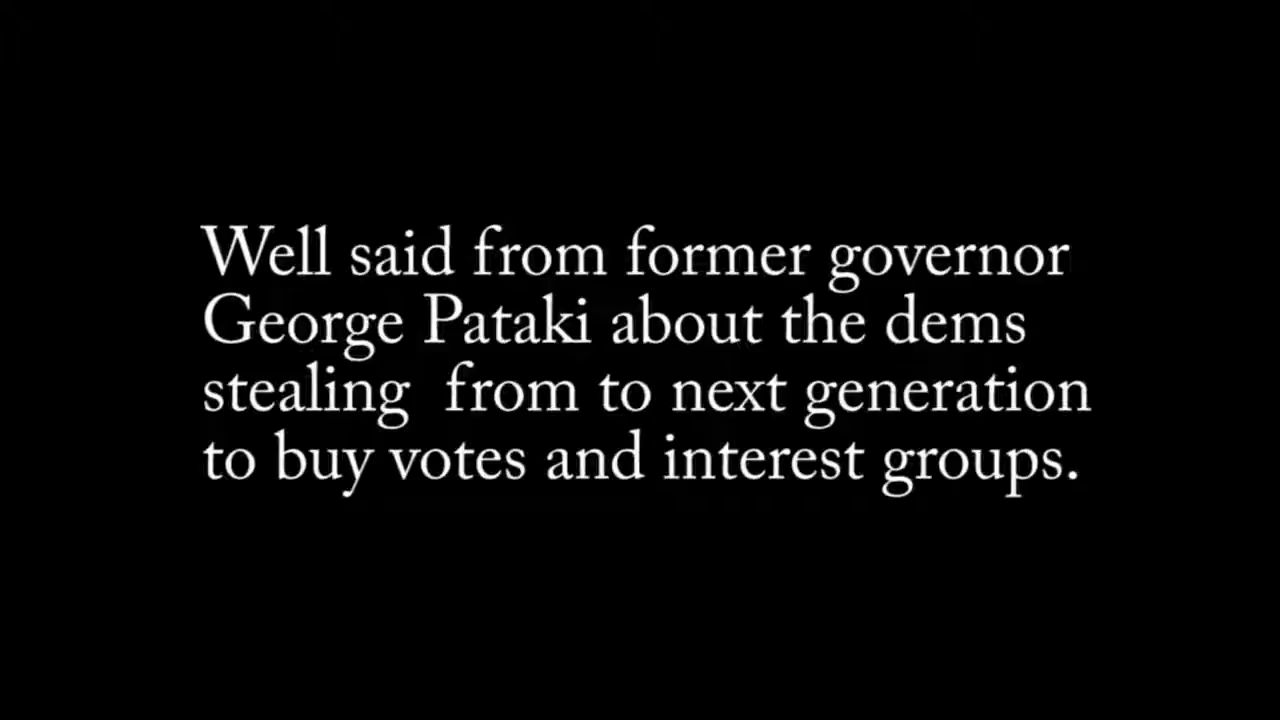 Well said from former governor
George Pataki about the dems
stealing  from to next generation
to buy votes and interest groups.